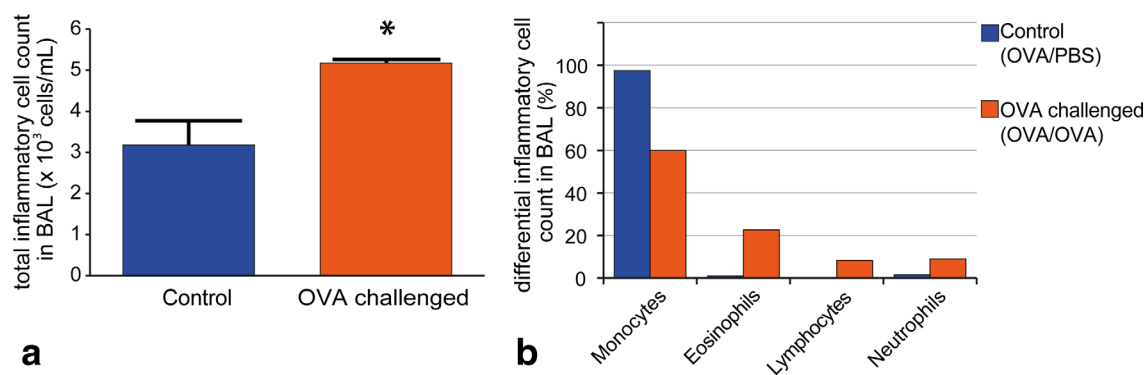 total inflammatory cell count
in BAL (x 10³ cells/mL)
6
5
4
3
2
1
0
*
Control
OVA challenged
a
differential inflammatory cell
count in BAL (%)
100
80
60
40
20
0
Monocytes
Eosinophils
Lymphocytes
Neutrophils
Control
(OVA/PBS)
OVA challenged
(OVA/OVA)
b